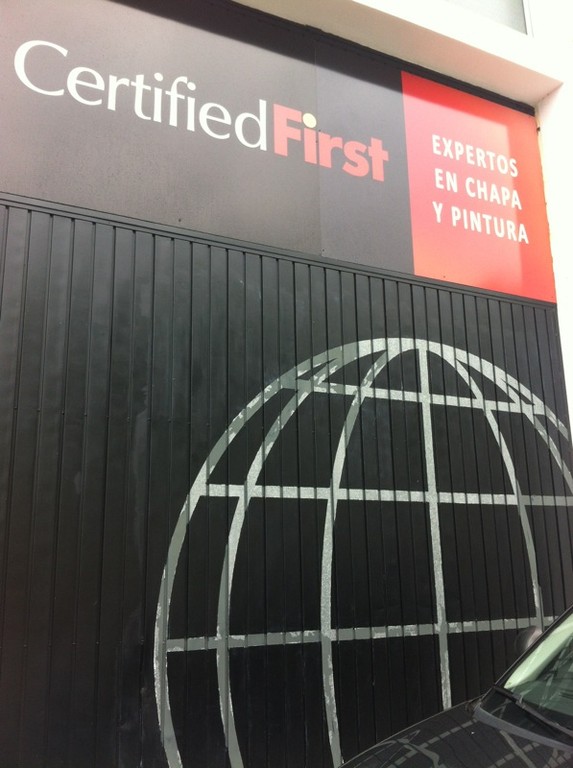 CertifiedFirst
EXPERTOS
EN CHAPA
Y PINTURA